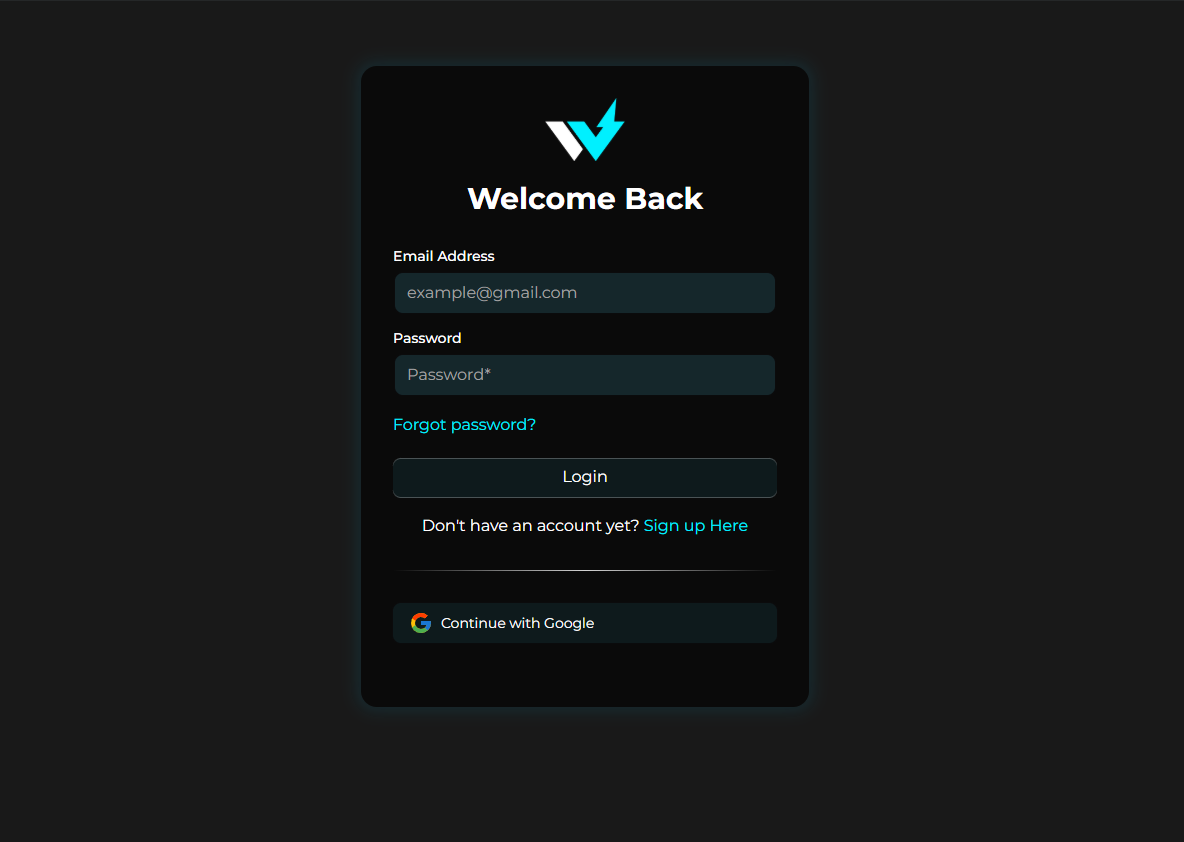 Welcome Back
Email Address
example@gmail.com
Password
Password*
Forgot password?
Login
Don't have an account yet? Sign up Here
Continue with Google